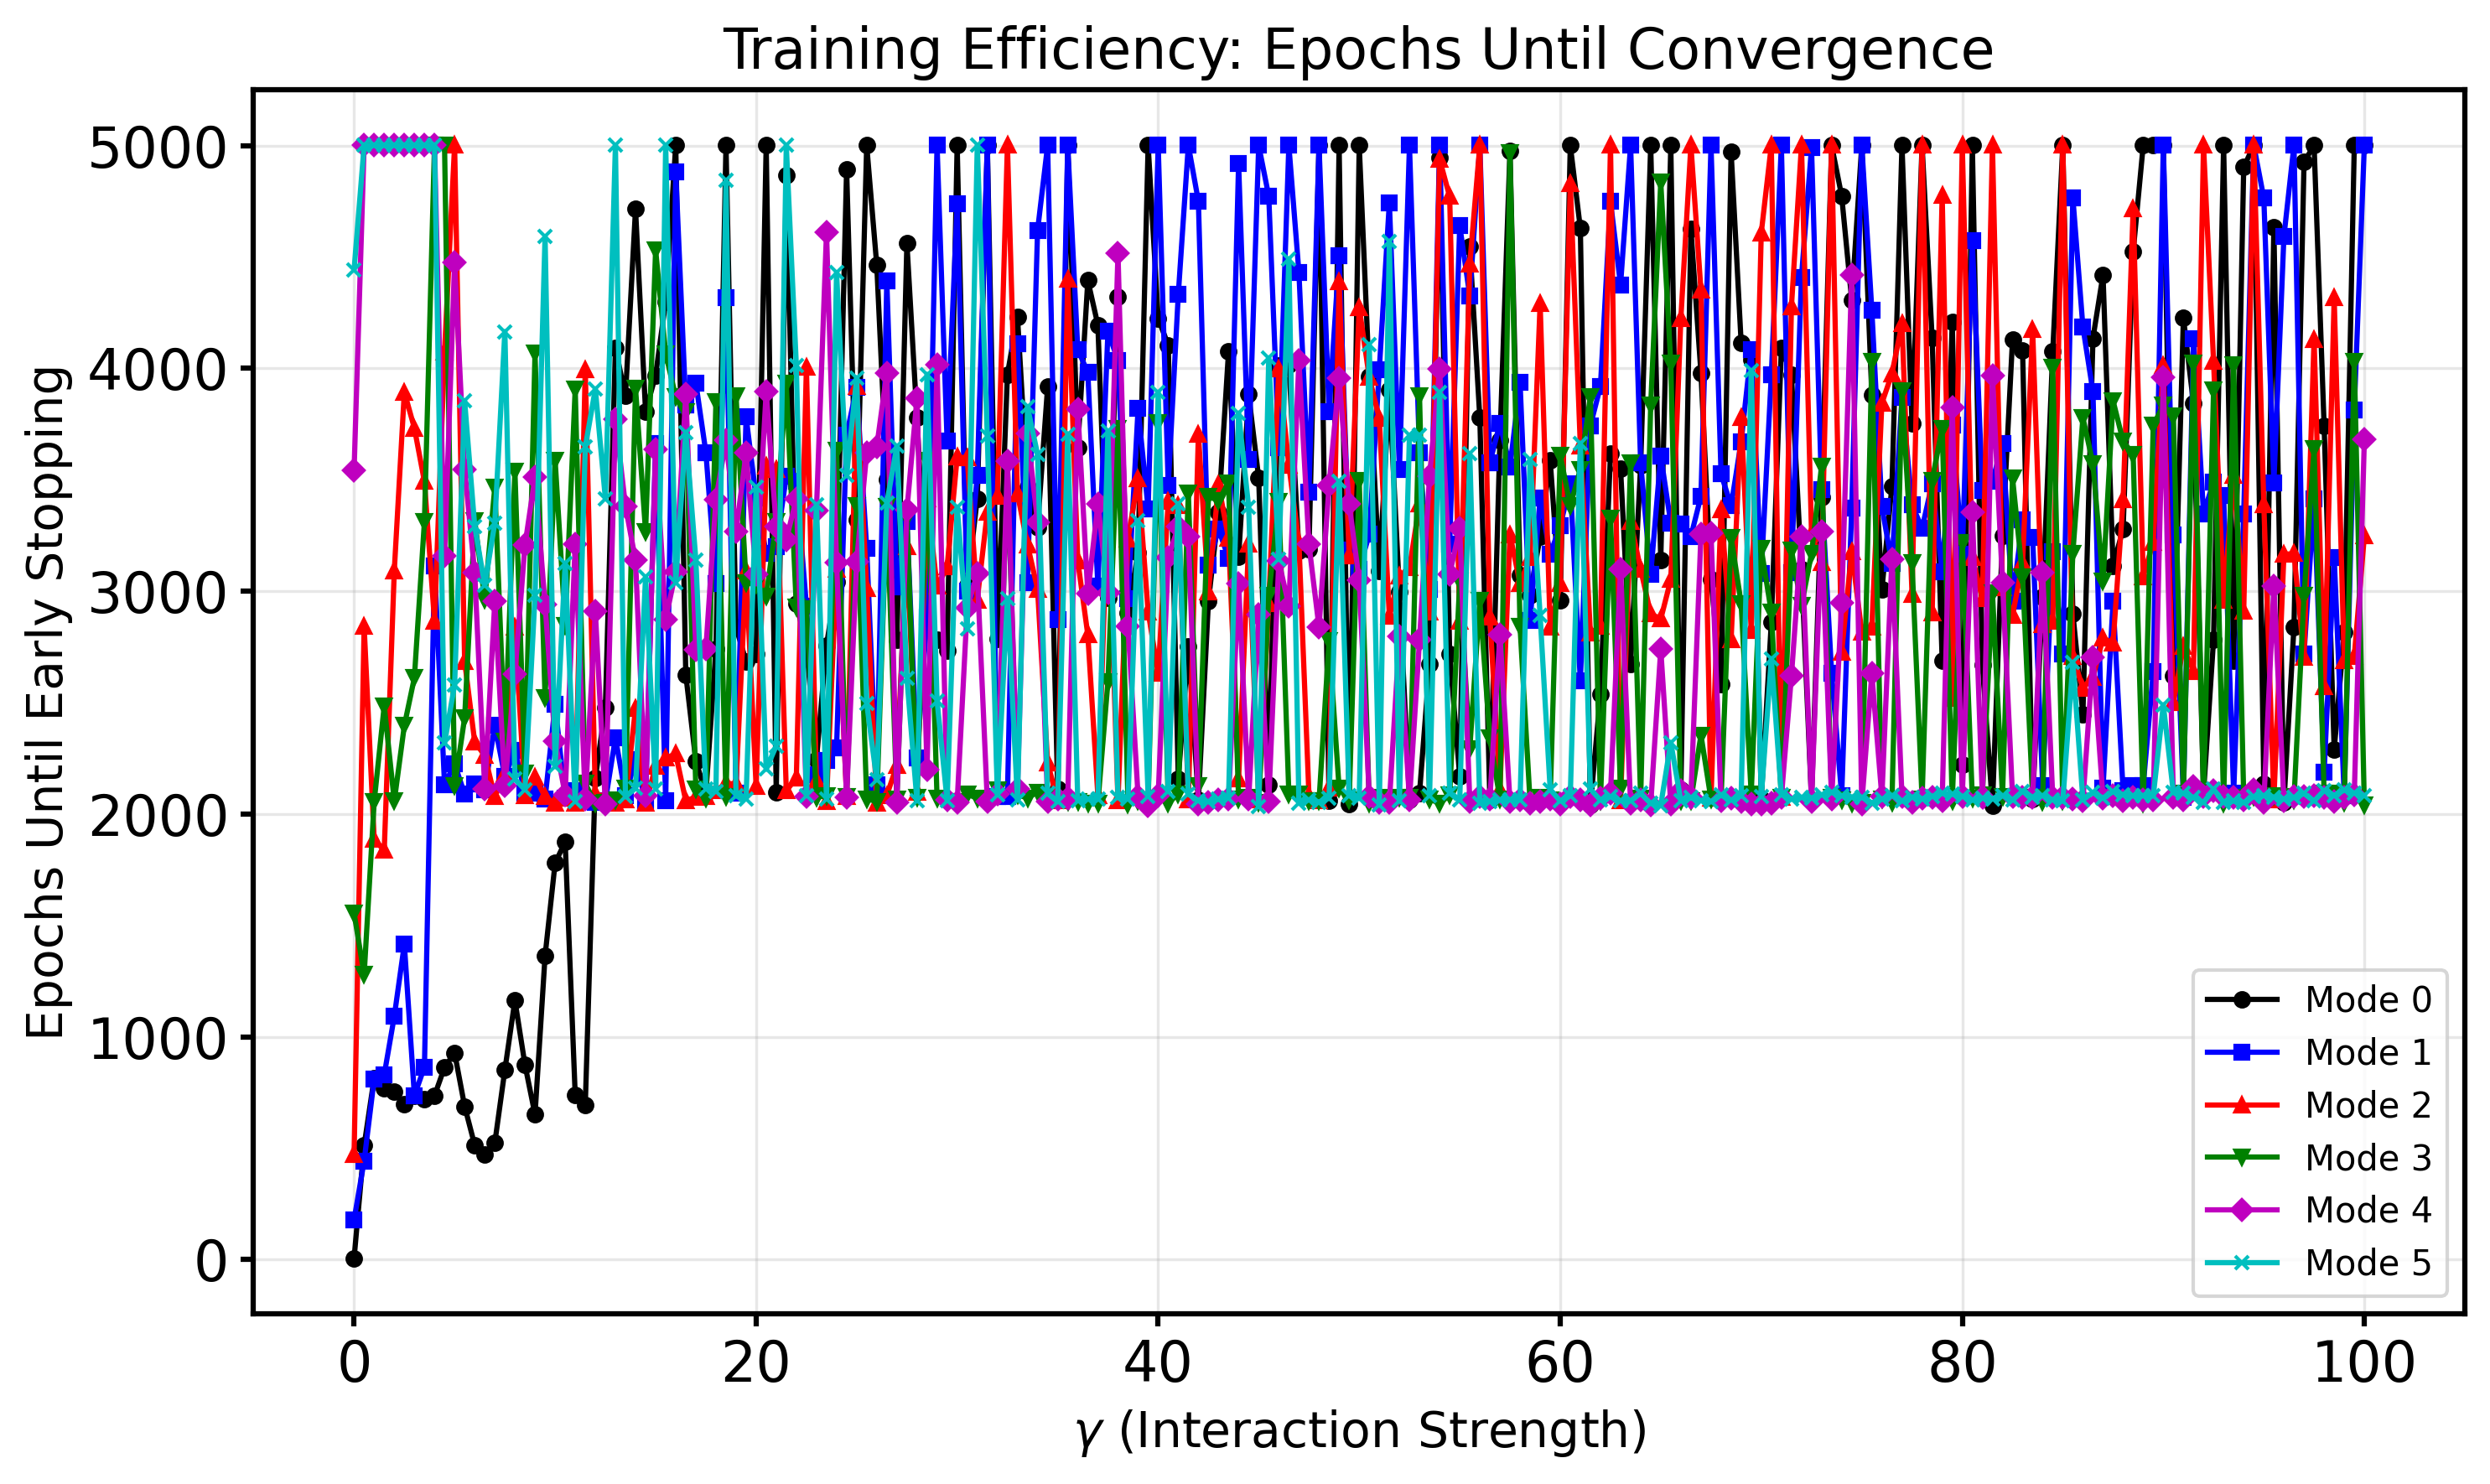 Training Efficiency: Epochs Until Convergence
Epochs Until Early Stopping
5000
4000
3000
2000
1000
0
0 20 40 60 80 100
γ (Interaction Strength)
Mode 0
Mode 1
Mode 2
Mode 3
Mode 4
Mode 5